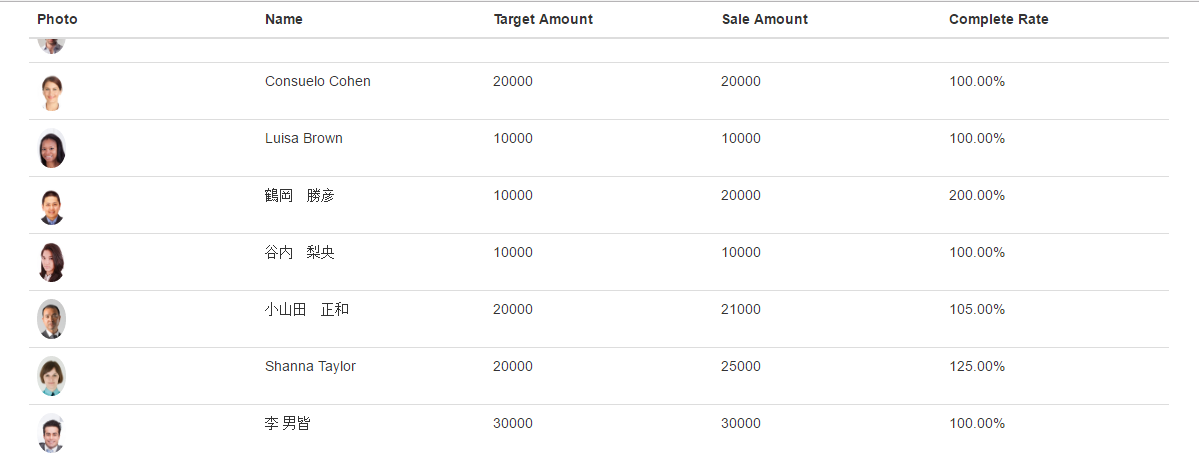 Photo Name Target Amount Sale Amount Complete Rate
Consuelo Cohen 20000 20000 100.00%
Luisa Brown 10000 10000 100.00%
鶴岡　勝彦 10000 20000 200.00%
谷内　梨央 10000 10000 100.00%
小山田　正和 20000 21000 105.00%
Shanna Taylor 20000 25000 125.00%
李 男皆 30000 30000 100.00%